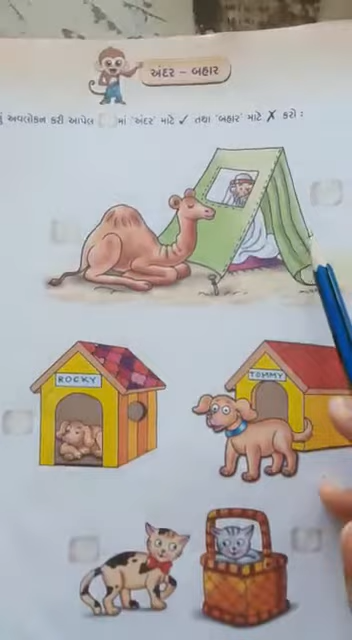 અંદર – બહાર
અવલોકન કરી આપેલ માં 'અંદર' માટે ✓ તથા 'બહાર' માટે ✗ કરો :
ROCKY
TOMMY